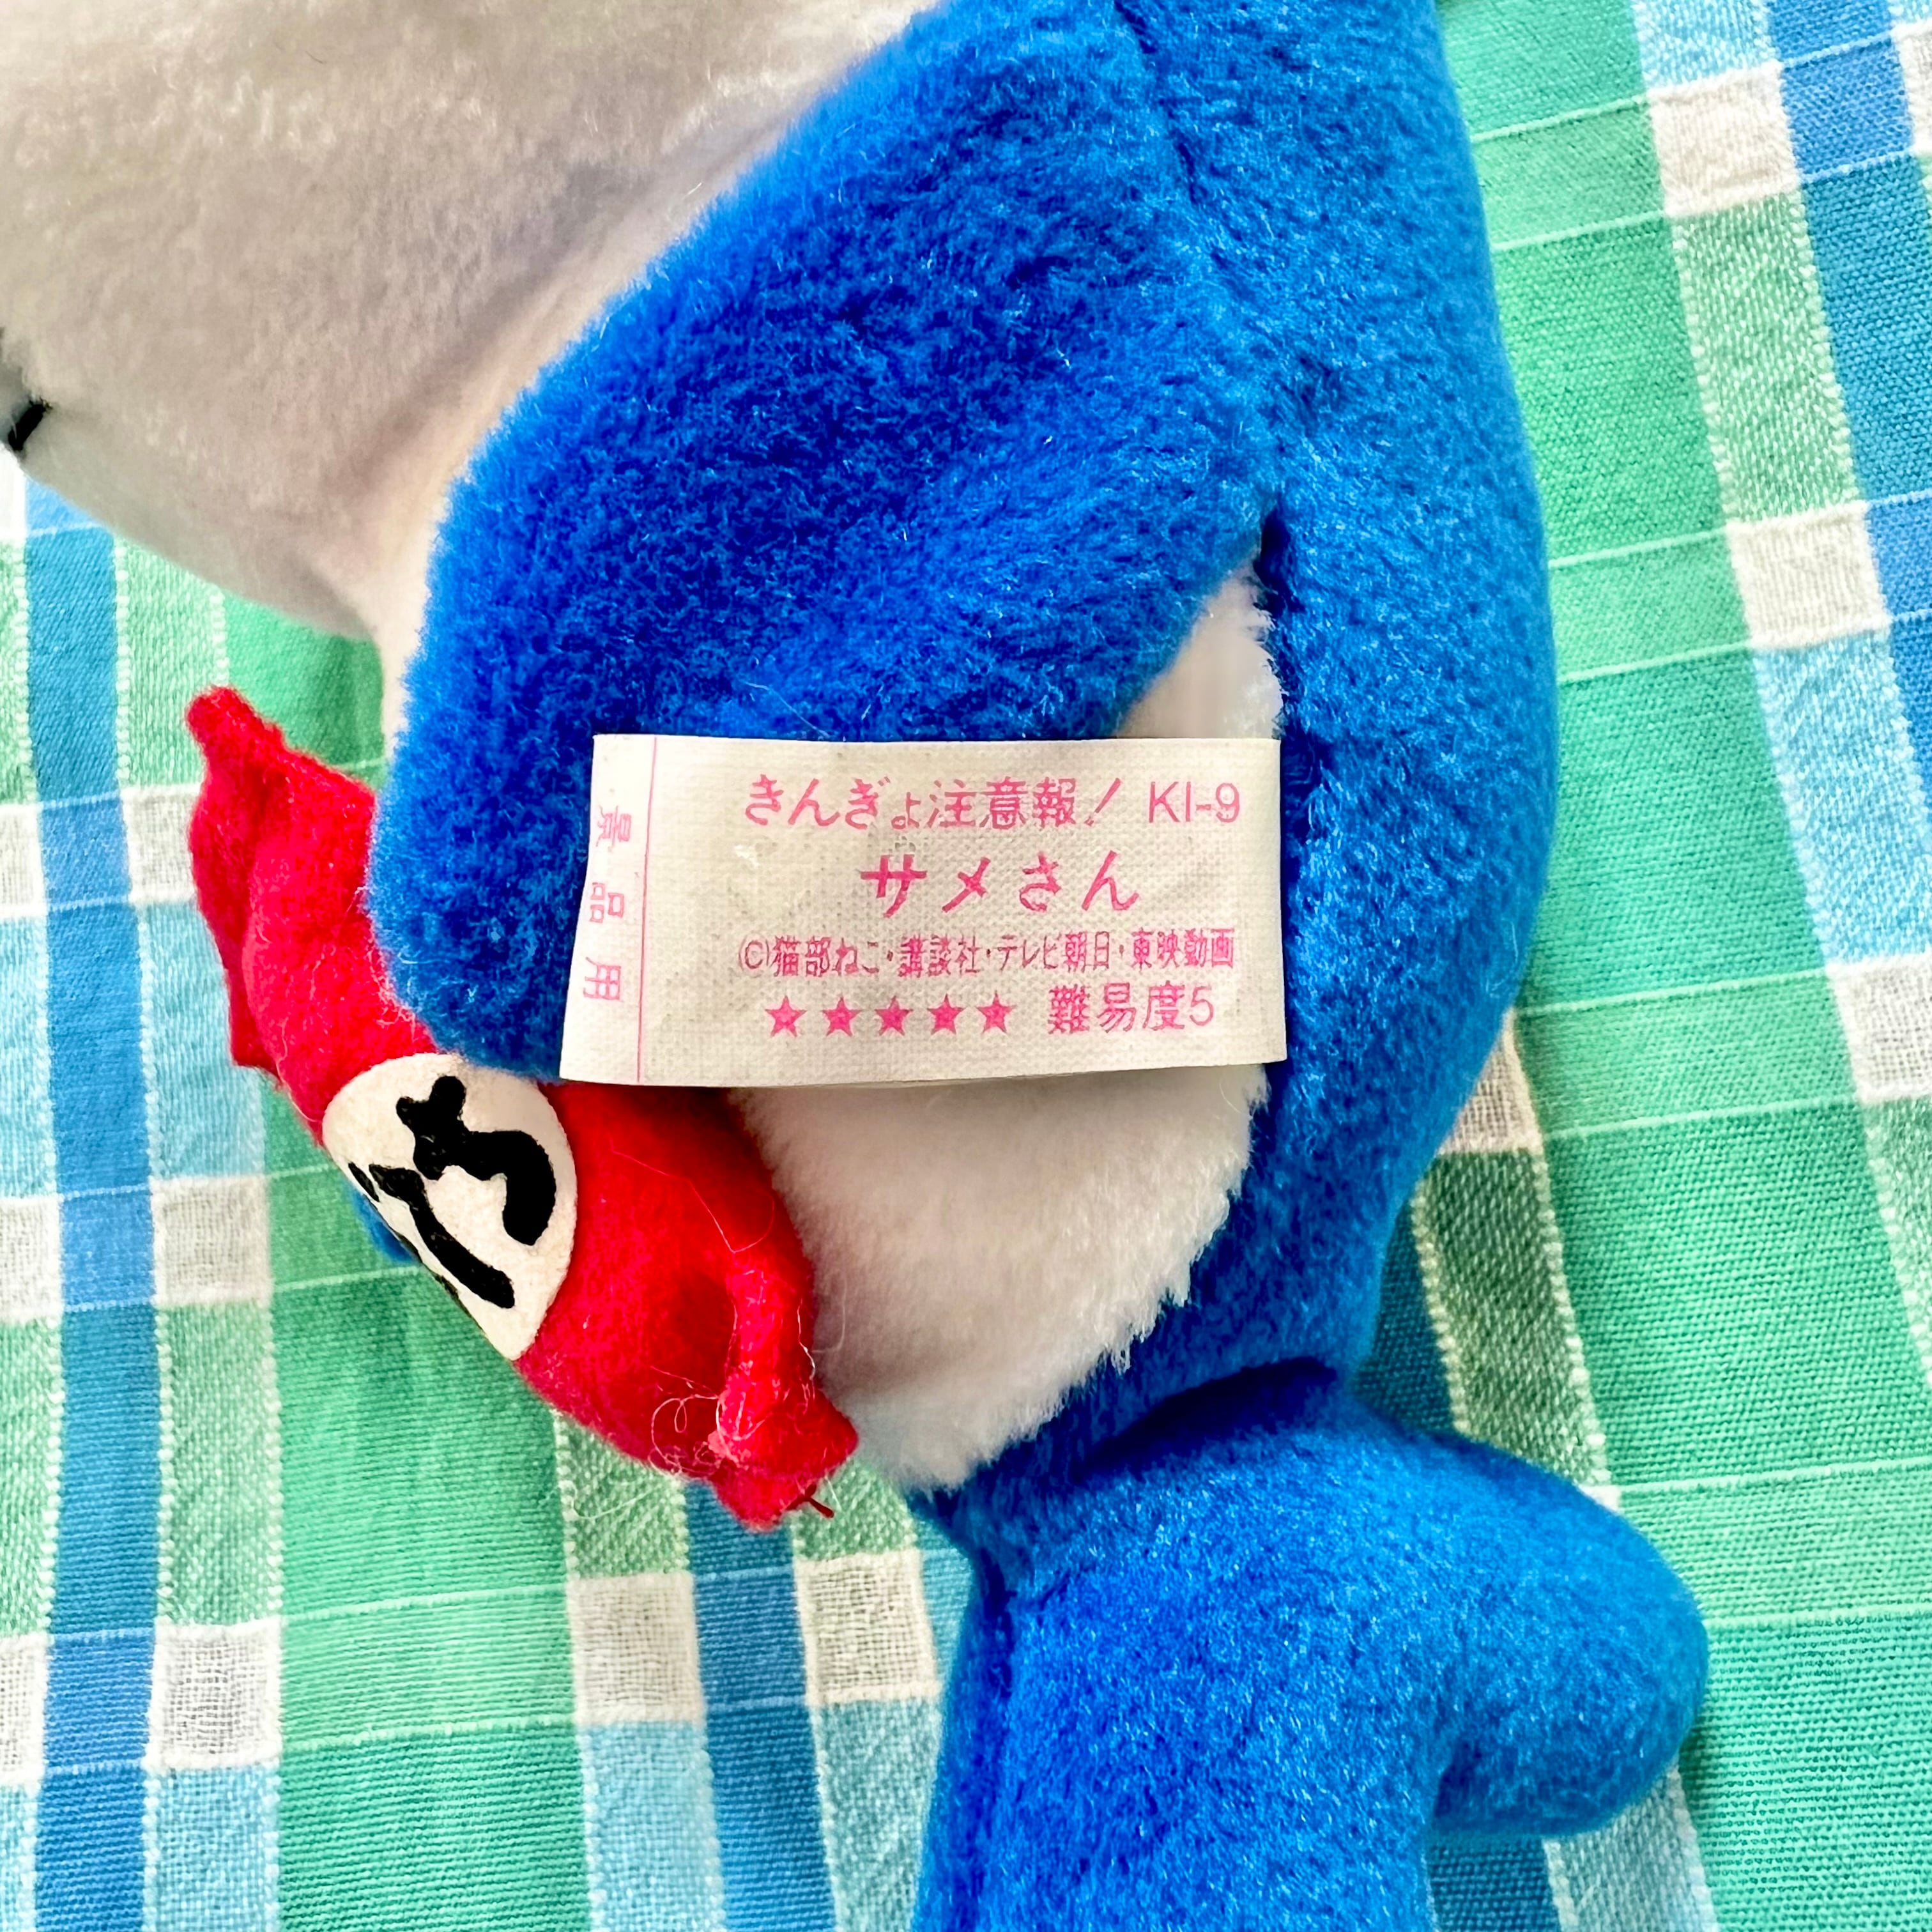 きんぎょ注意報! KI-9
サメさん
(C)猫部ねこ・講談社・テレビ朝日・東映動画
★★★★★ 難易度5
景品用